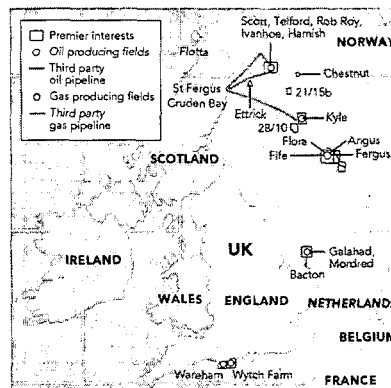 Premier interests
Oil producing fields
Third party
oil pipeline
Gas producing fields
Third party
gas pipeline
Scott, Telford, Rob Roy,
Ivanhoe, Hamish
NORWAY
Flotta
Chestnut
21/15b
St Fergus
Cruden Bay
Ettrick
Kyle
28/10
Flora
Angus
Fife
Fergus
SCOTLAND
IRELAND
UK
Galahad,
Mordred
Bacton
WALES
ENGLAND
NETHERLANDS
BELGIUM
Wareham
Wytch Farm
FRANCE